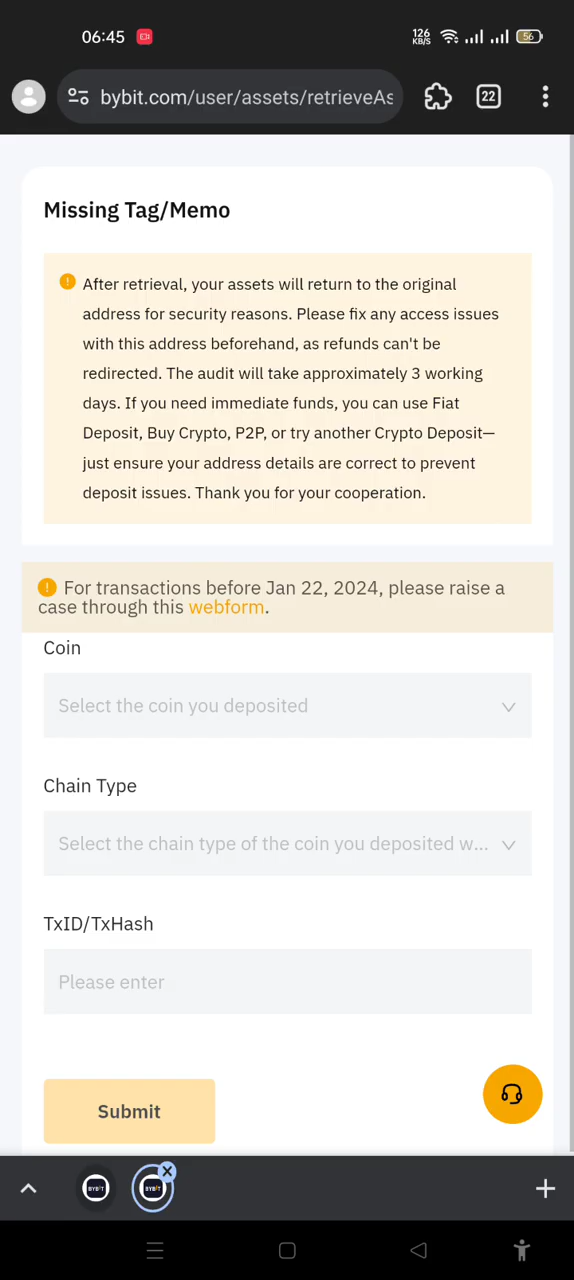 06:45
126
KB/S
56
bybit.com/user/assets/retrieveAs
22
Missing Tag/Memo
After retrieval, your assets will return to the original
address for security reasons. Please fix any access issues
with this address beforehand, as refunds can't be
redirected. The audit will take approximately 3 working
days. If you need immediate funds, you can use Fiat
Deposit, Buy Crypto, P2P, or try another Crypto Deposit—
just ensure your address details are correct to prevent
deposit issues. Thank you for your cooperation.
For transactions before Jan 22, 2024, please raise a
case through this webform.
Coin
Select the coin you deposited
Chain Type
Select the chain type of the coin you deposited w...
TxID/TxHash
Please enter
Submit
BYBIT
BYBIT